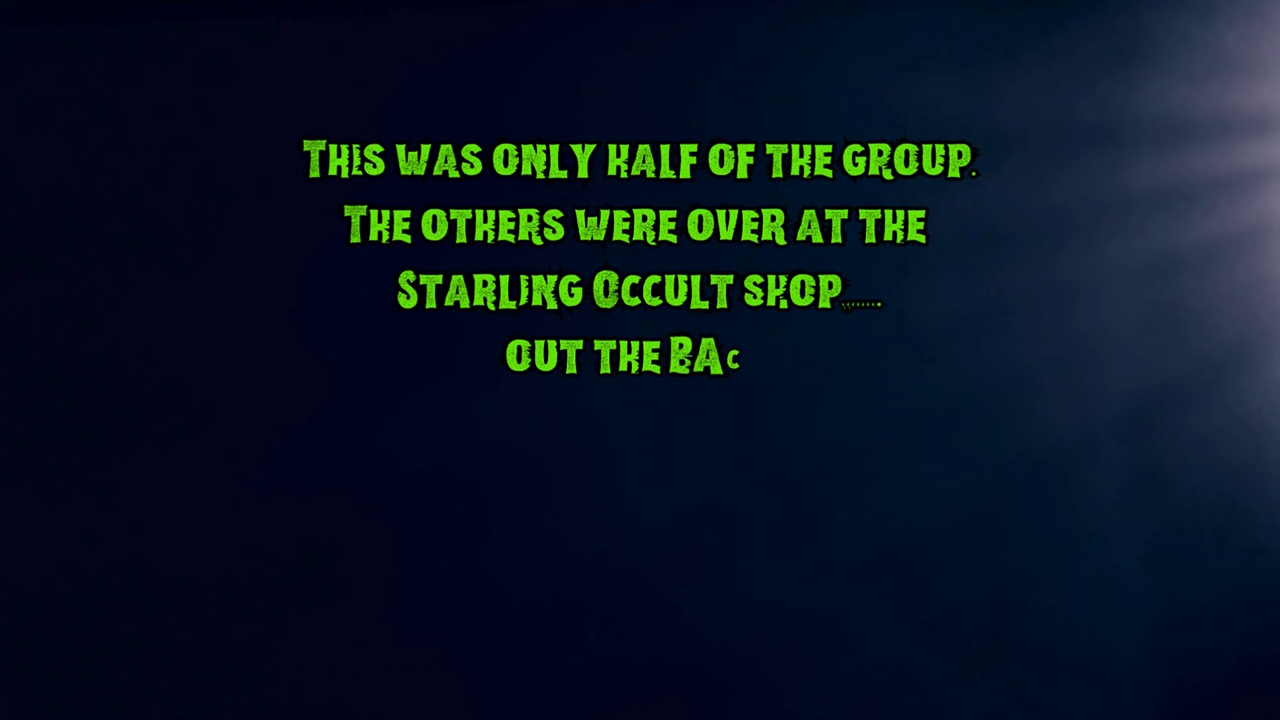 This was only half of the group.
The others were over at the
Starling Occult shop........
out the Bac